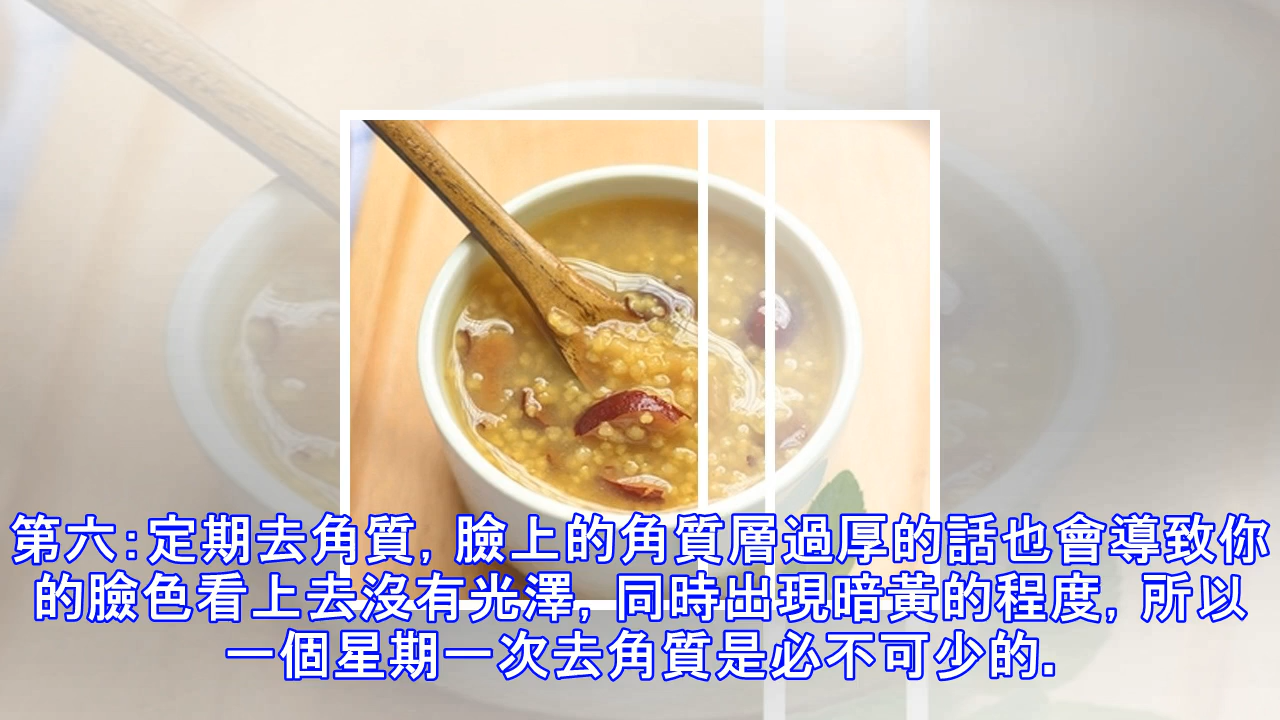 第六:定期去角質, 臉上的角質層過厚的話也會導致你
的臉色看上去沒有光澤, 同時出現暗黃的程度, 所以
一個星期一次去角質是必不可少的.